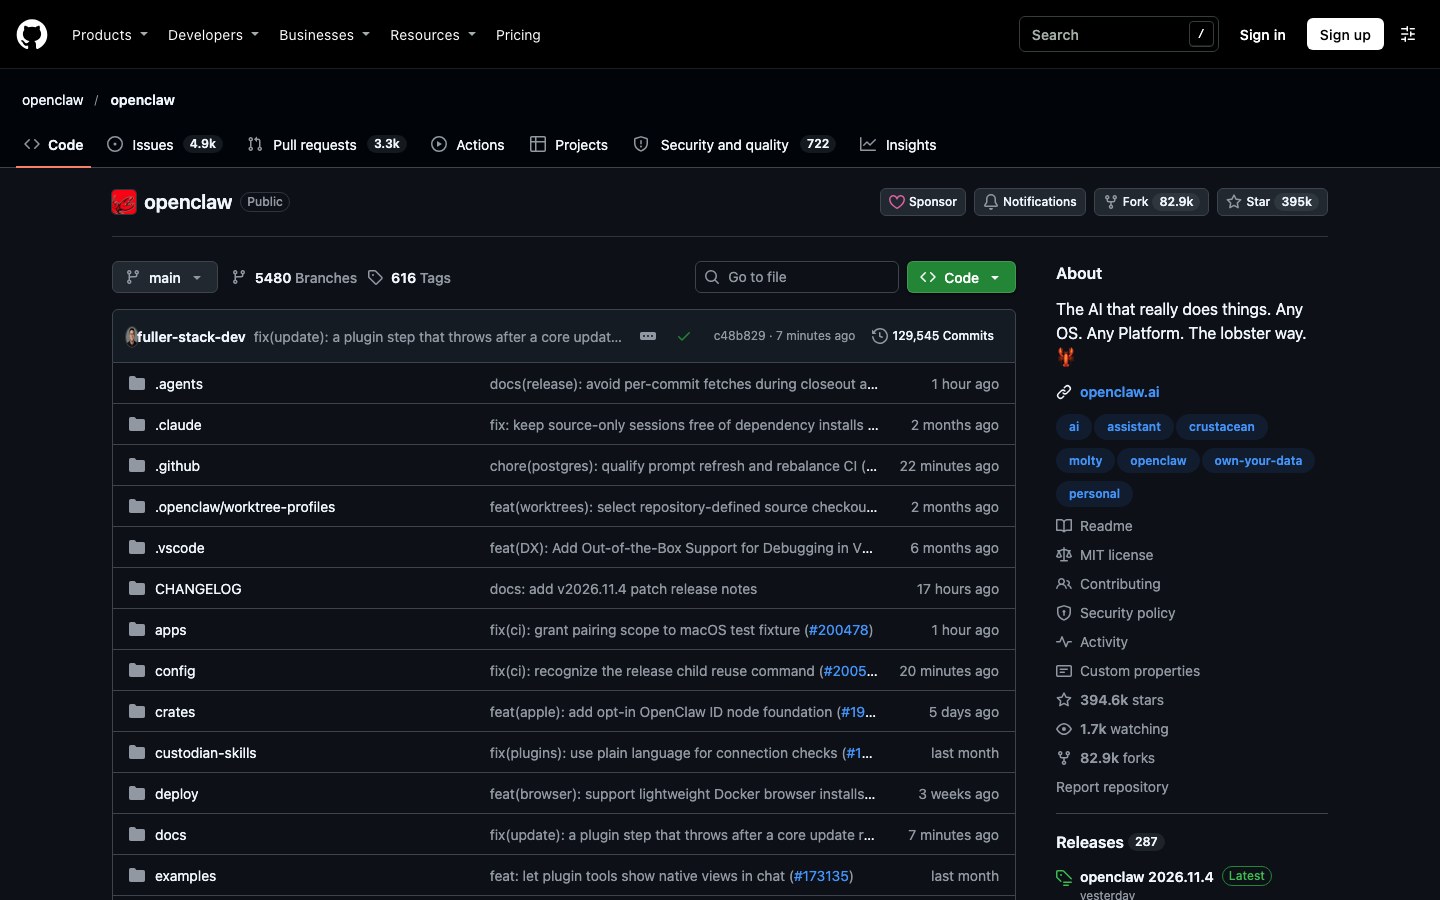 Products Developers Businesses Resources Pricing Search / Sign in Sign up
openclaw / openclaw
Code Issues 4.9k Pull requests 3.3k Actions Projects Security and quality 722 Insights
openclaw Public Sponsor Notifications Fork 82.9k Star 395k
main 5480 Branches 616 Tags Go to file Code
fuller-stack-dev fix(update): a plugin step that throws after a core updat... c48b829 · 7 minutes ago 129,545 Commits
.agents docs(release): avoid per-commit fetches during closeout a... 1 hour ago
.claude fix: keep source-only sessions free of dependency installs ... 2 months ago
.github chore(postgres): qualify prompt refresh and rebalance CI (... 22 minutes ago
.openclaw/worktree-profiles feat(worktrees): select repository-defined source checkou... 2 months ago
.vscode feat(DX): Add Out-of-the-Box Support for Debugging in V... 6 months ago
CHANGELOG docs: add v2026.11.4 patch release notes 17 hours ago
apps fix(ci): grant pairing scope to macOS test fixture (#200478) 1 hour ago
config fix(ci): recognize the release child reuse command (#2005... 20 minutes ago
crates feat(apple): add opt-in OpenClaw ID node foundation (#19... 5 days ago
custodian-skills fix(plugins): use plain language for connection checks (#1... last month
deploy feat(browser): support lightweight Docker browser installs... 3 weeks ago
docs fix(update): a plugin step that throws after a core update r... 7 minutes ago
examples feat: let plugin tools show native views in chat (#173135) last month
About
The AI that really does things. Any
OS. Any Platform. The lobster way.
🦞
openclaw.ai
ai assistant crustacean
molty openclaw own-your-data
personal
Readme
MIT license
Contributing
Security policy
Activity
Custom properties
394.6k stars
1.7k watching
82.9k forks
Report repository
Releases 287
openclaw 2026.11.4 Latest
yesterday